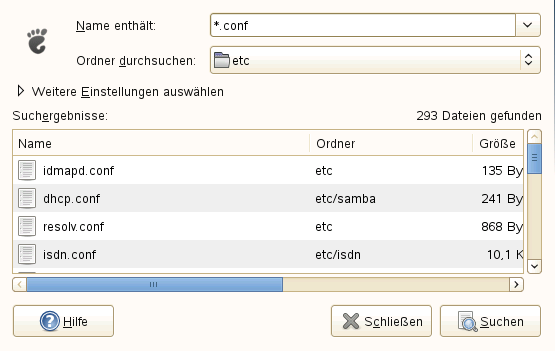 Name enthält: *.conf
Ordner durchsuchen: etc
Weitere Einstellungen auswählen
Suchergebnisse: 293 Dateien gefunden
Name Ordner Größe
idmapd.conf etc 135 By
dhcp.conf etc/samba 241 By
resolv.conf etc 868 By
isdn.conf etc/isdn 10,1 K
Hilfe Schließen Suchen